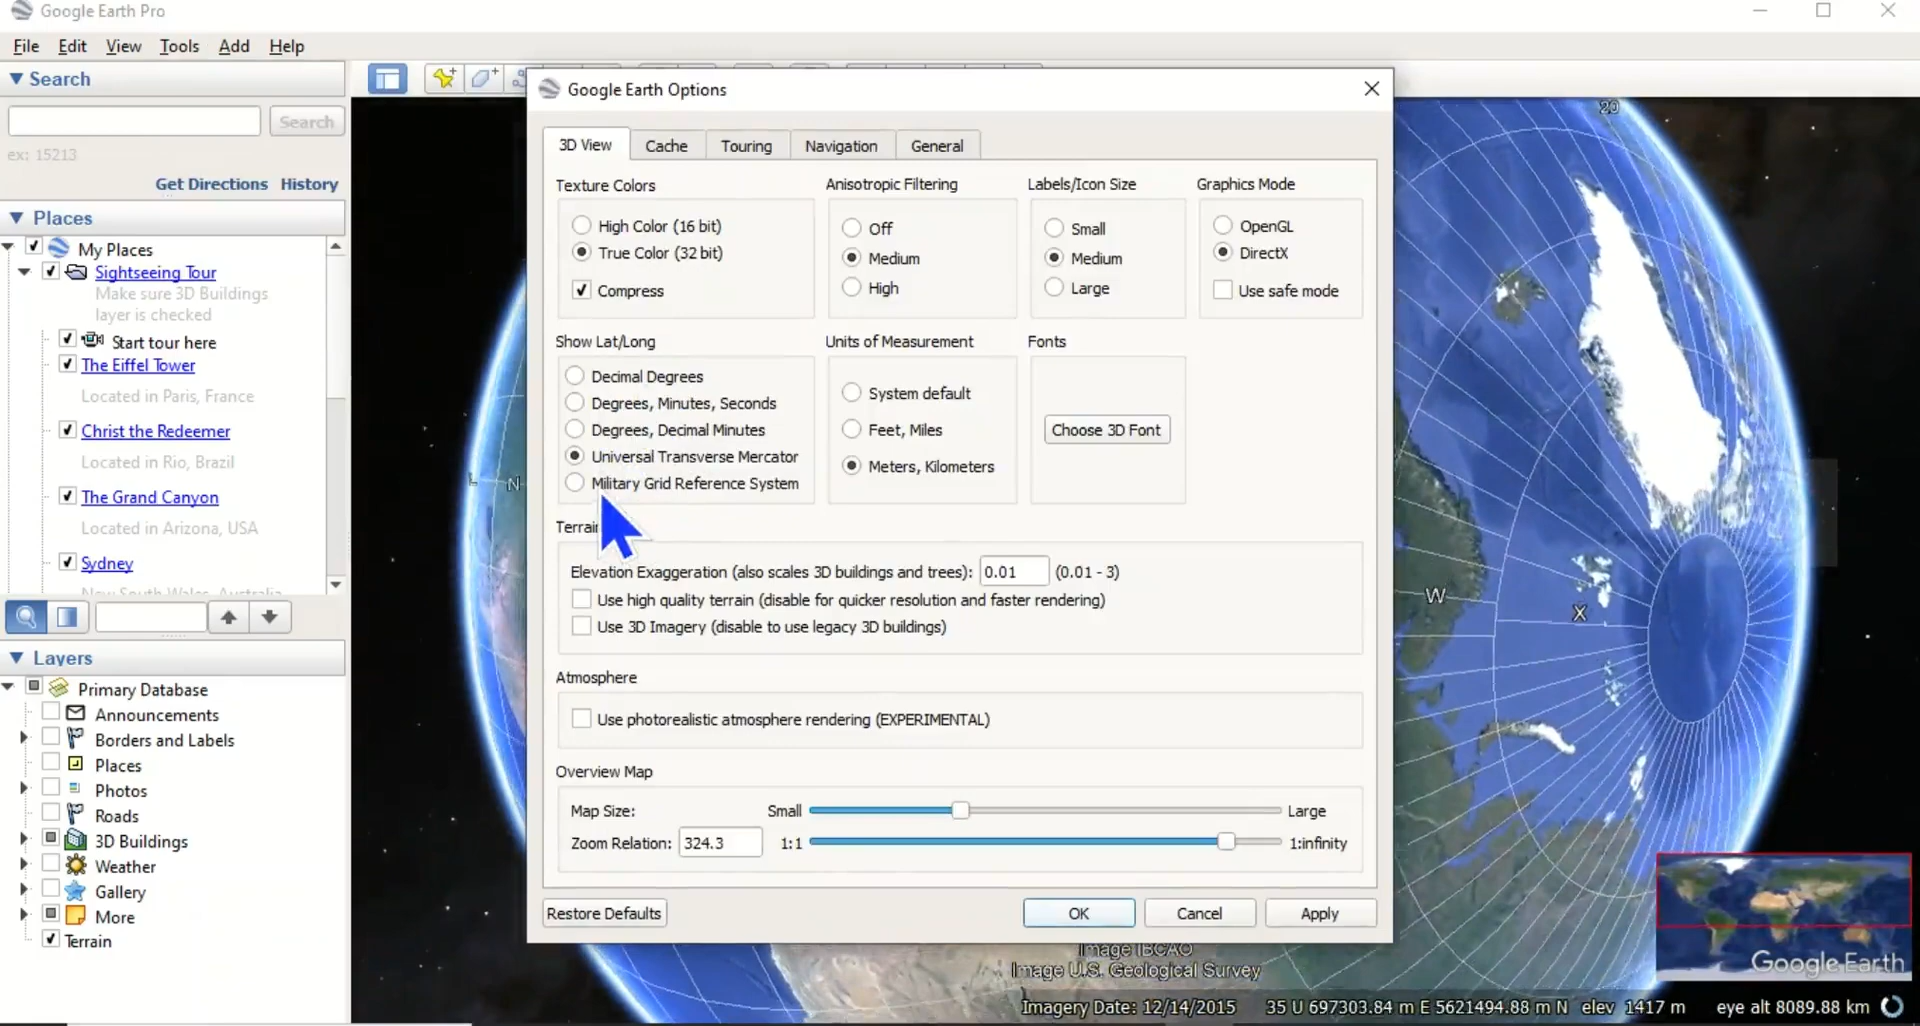 Google Earth Pro
File Edit View Tools Add Help
Search
Search
ex: 15213
Get Directions History
Places
My Places
Sightseeing Tour
Make sure 3D Buildings
layer is checked
Start tour here
The Eiffel Tower
Located in Paris, France
Christ the Redeemer
Located in Rio, Brazil
The Grand Canyon
Located in Arizona, USA
Sydney
New South Wales, Australia
Layers
Primary Database
Announcements
Borders and Labels
Places
Photos
Roads
3D Buildings
Weather
Gallery
More
Terrain
Google Earth Options
3D View Cache Touring Navigation General
Texture Colors
High Color (16 bit)
True Color (32 bit)
Compress
Anisotropic Filtering
Off
Medium
High
Labels/Icon Size
Small
Medium
Large
Graphics Mode
OpenGL
DirectX
Use safe mode
Show Lat/Long
Decimal Degrees
Degrees, Minutes, Seconds
Degrees, Decimal Minutes
Universal Transverse Mercator
Military Grid Reference System
Units of Measurement
System default
Feet, Miles
Meters, Kilometers
Fonts
Choose 3D Font
Terrain
Elevation Exaggeration (also scales 3D buildings and trees): 0.01 (0.01 - 3)
Use high quality terrain (disable for quicker resolution and faster rendering)
Use 3D Imagery (disable to use legacy 3D buildings)
Atmosphere
Use photorealistic atmosphere rendering (EXPERIMENTAL)
Overview Map
Map Size: Small Large
Zoom Relation: 324.3 1:1 1:infinity
Restore Defaults OK Cancel Apply
20
L N
W X
Image IBCAO
Image U.S. Geological Survey
Google Earth
Imagery Date: 12/14/2015 35 U 697303.84 m E 5621494.88 m N elev 1417 m eye alt 8089.88 km